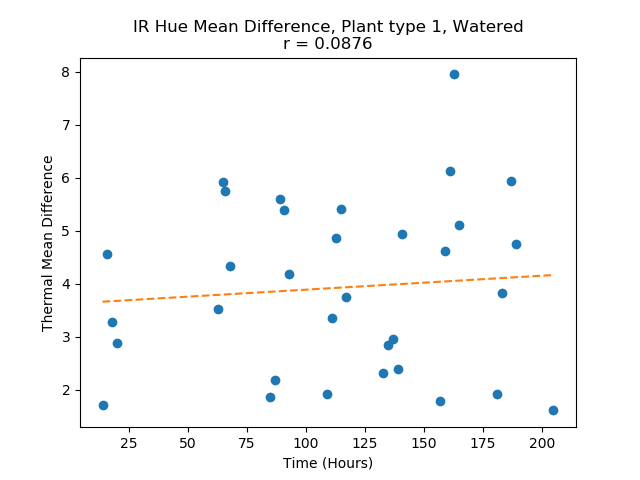 IR Hue Mean Difference, Plant type 1, Watered
r = 0.0876
8
7
6
5
4
3
2
Thermal Mean Difference
25 50 75 100 125 150 175 200
Time (Hours)